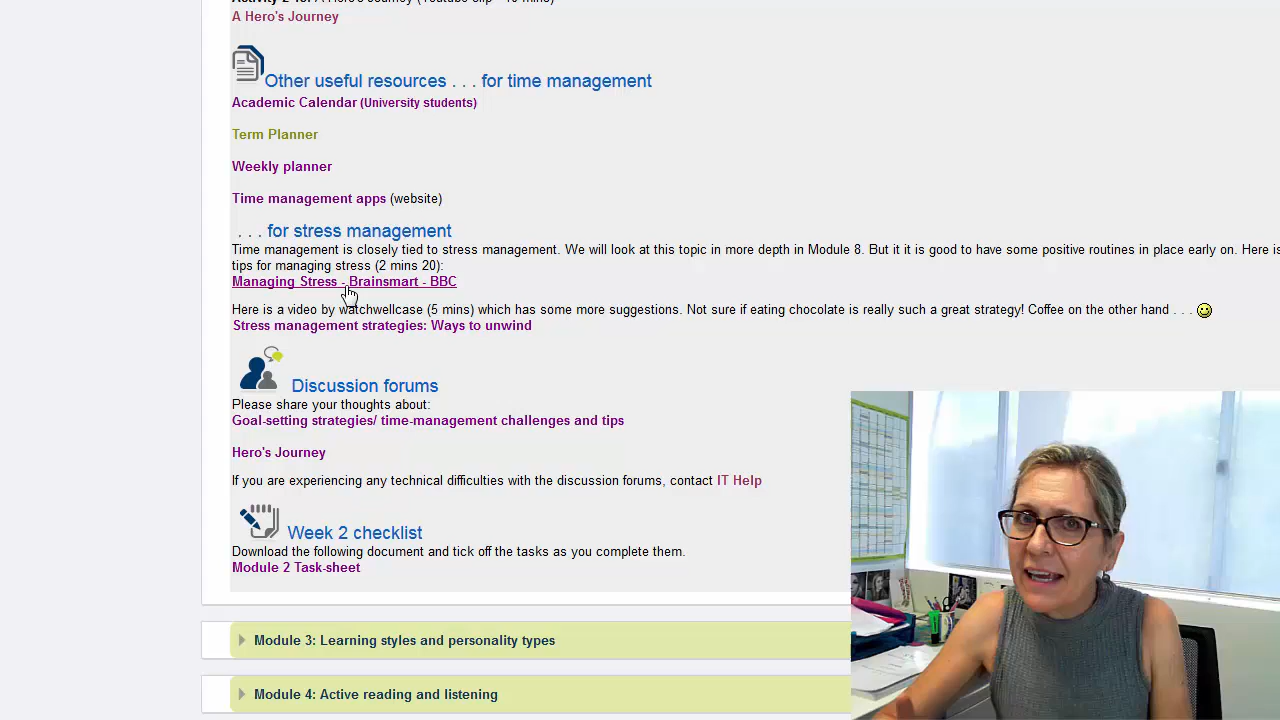 A Hero's Journey
Other useful resources . . . for time management
Academic Calendar (University students)
Term Planner
Weekly planner
Time management apps (website)
. . . for stress management
Time management is closely tied to stress management. We will look at this topic in more depth in Module 8. But it it is good to have some positive routines in place early on. Here is
tips for managing stress (2 mins 20):
Managing Stress - Brainsmart - BBC
Here is a video by watchwellcase (5 mins) which has some more suggestions. Not sure if eating chocolate is really such a great strategy! Coffee on the other hand . . .
Stress management strategies: Ways to unwind
Discussion forums
Please share your thoughts about:
Goal-setting strategies/ time-management challenges and tips
Hero's Journey
If you are experiencing any technical difficulties with the discussion forums, contact IT Help
Week 2 checklist
Download the following document and tick off the tasks as you complete them.
Module 2 Task-sheet
Module 3: Learning styles and personality types
Module 4: Active reading and listening